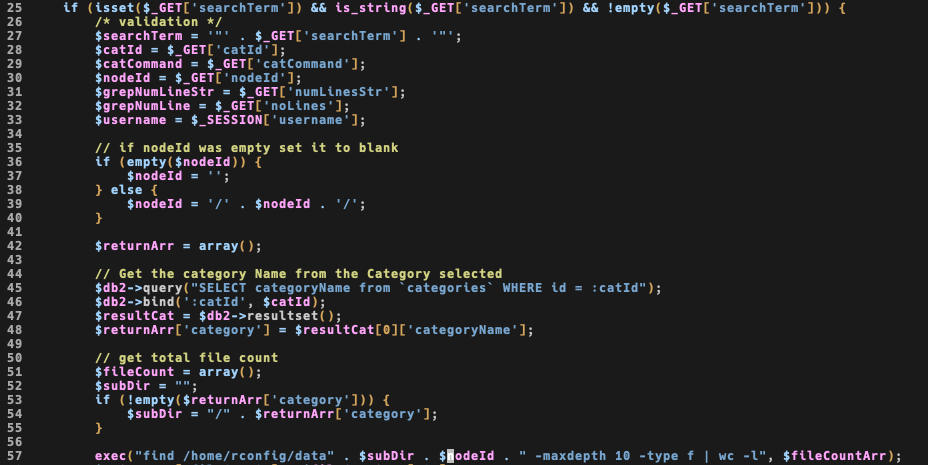 25 if (isset($_GET['searchTerm']) && is_string($_GET['searchTerm']) && !empty($_GET['searchTerm'])) {
26 /* validation */
27 $searchTerm = '"' . $_GET['searchTerm'] . '"';
28 $catId = $_GET['catId'];
29 $catCommand = $_GET['catCommand'];
30 $nodeId = $_GET['nodeId'];
31 $grepNumLineStr = $_GET['numLinesStr'];
32 $grepNumLine = $_GET['noLines'];
33 $username = $_SESSION['username'];
34
35 // if nodeId was empty set it to blank
36 if (empty($nodeId)) {
37 $nodeId = '';
38 } else {
39 $nodeId = '/' . $nodeId . '/';
40 }
41
42 $returnArr = array();
43
44 // Get the category Name from the Category selected
45 $db2->query("SELECT categoryName from `categories` WHERE id = :catId");
46 $db2->bind(':catId', $catId);
47 $resultCat = $db2->resultset();
48 $returnArr['category'] = $resultCat[0]['categoryName'];
49
50 // get total file count
51 $fileCount = array();
52 $subDir = "";
53 if (!empty($returnArr['category'])) {
54 $subDir = "/" . $returnArr['category'];
55 }
56
57 exec("find /home/rconfig/data" . $subDir . $nodeId . " -maxdepth 10 -type f | wc -l", $fileCountArr);